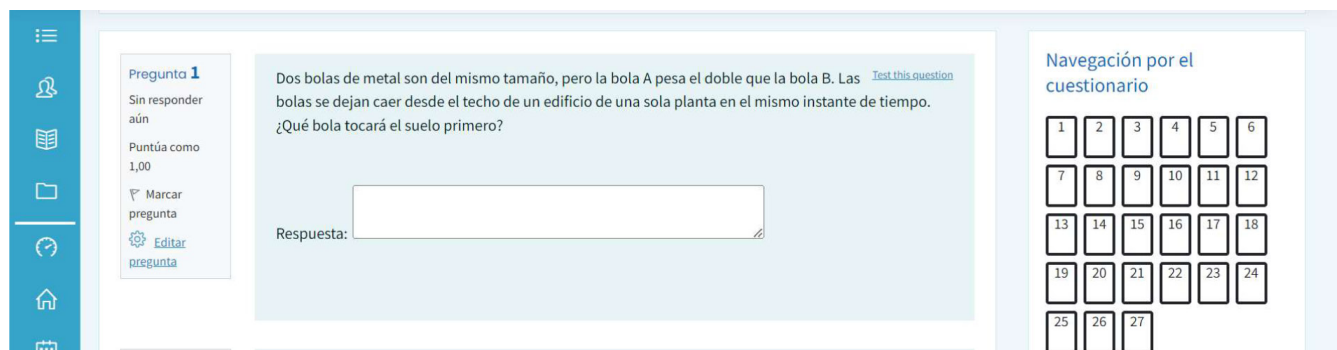 Pregunta 1
Sin responder
aún
Puntúa como
1,00
Marcar
pregunta
Editar
pregunta
Dos bolas de metal son del mismo tamaño, pero la bola A pesa el doble que la bola B. Las
Test this question
bolas se dejan caer desde el techo de un edificio de una sola planta en el mismo instante de tiempo.
¿Qué bola tocará el suelo primero?
Respuesta:
Navegación por el
cuestionario
1 2 3 4 5 6
7 8 9 10 11 12
13 14 15 16 17 18
19 20 21 22 23 24
25 26 27